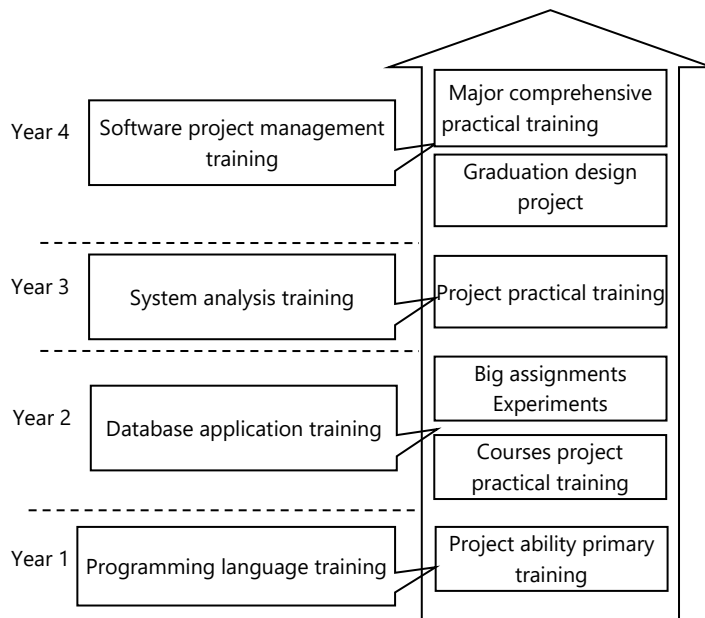 Year 4
Software project management
training
Major comprehensive
practical training
Graduation design
project
Year 3
System analysis training
Project practical training
Year 2
Database application training
Big assignments
Experiments
Courses project
practical training
Year 1
Programming language training
Project ability primary
training